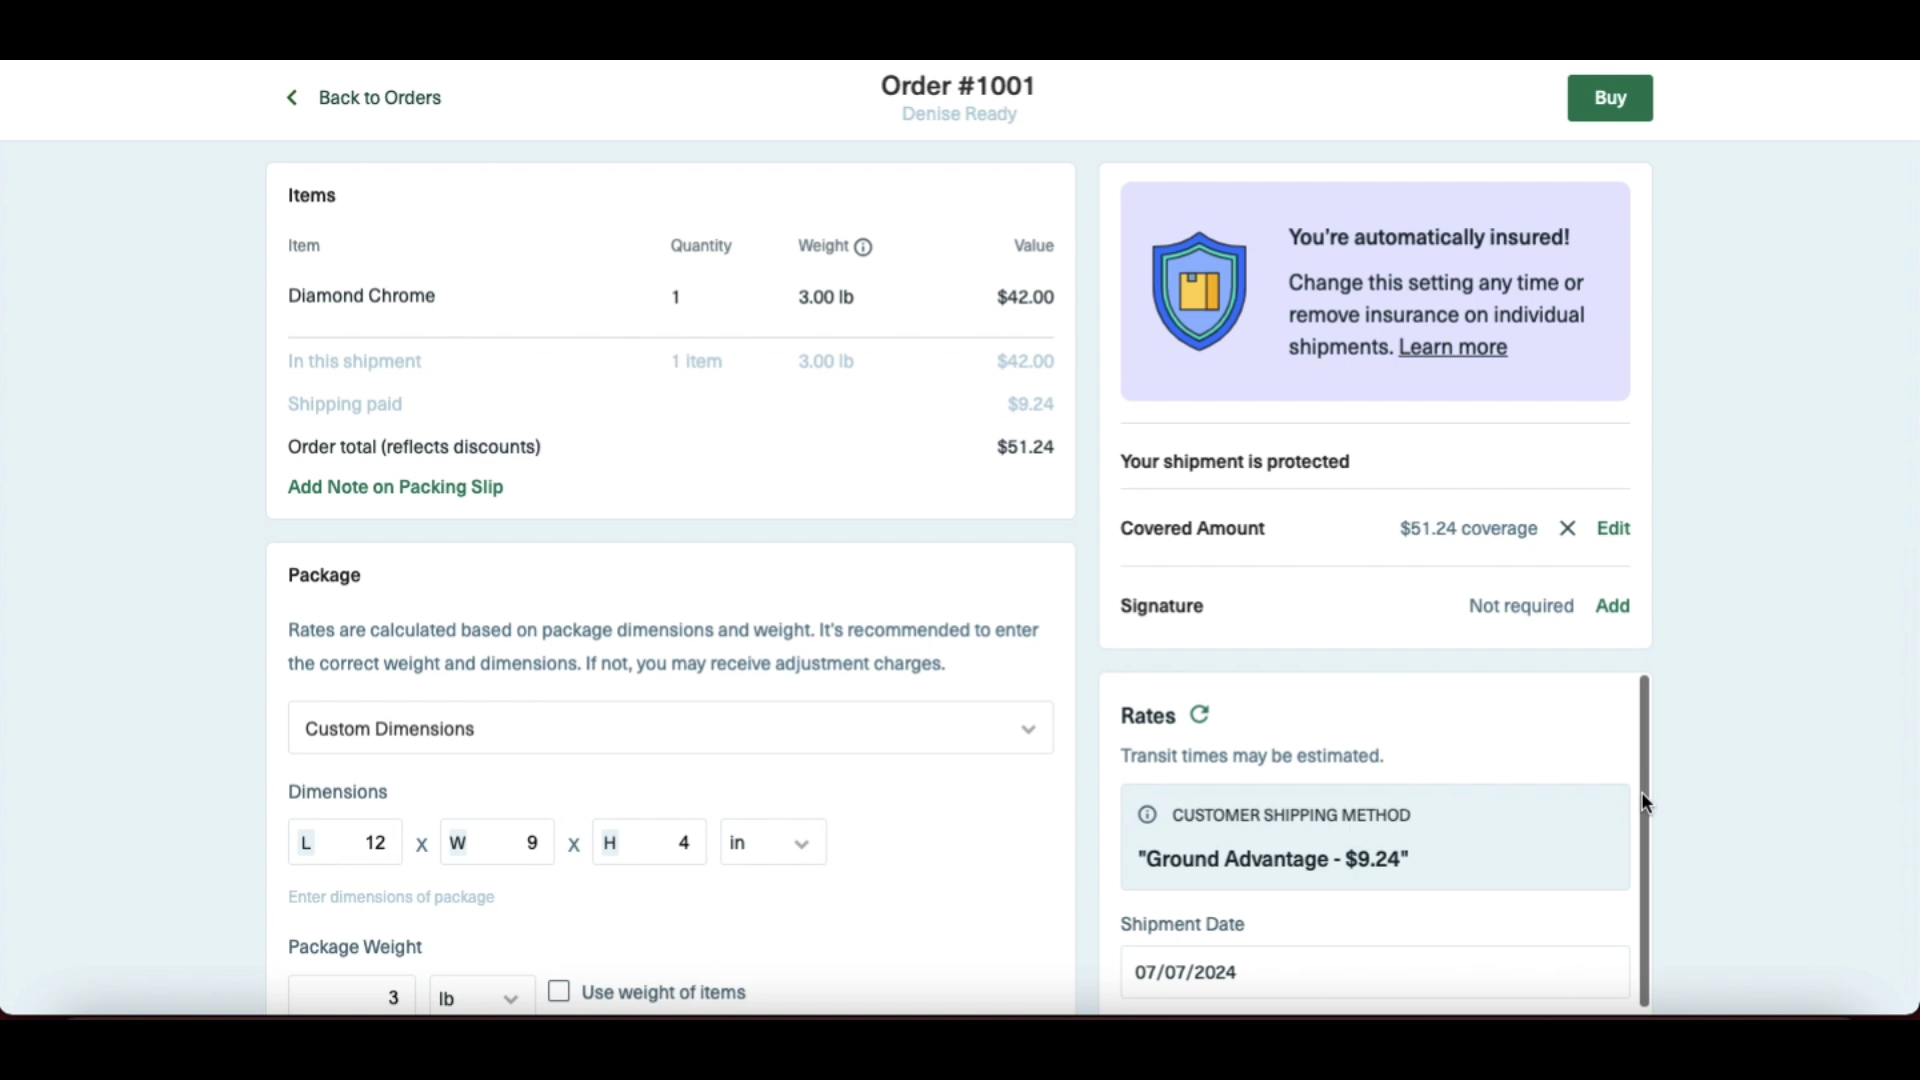 Back to Orders
Order #1001
Denise Ready
Buy
Items
Item Quantity Weight Value
Diamond Chrome 1 3.00 lb $42.00
In this shipment 1 item 3.00 lb $42.00
Shipping paid $9.24
Order total (reflects discounts) $51.24
Add Note on Packing Slip
Package
Rates are calculated based on package dimensions and weight. It's recommended to enter
the correct weight and dimensions. If not, you may receive adjustment charges.
Custom Dimensions
Dimensions
L 12 x W 9 x H 4 in
Enter dimensions of package
Package Weight
3 lb Use weight of items
You're automatically insured!
Change this setting any time or
remove insurance on individual
shipments. Learn more
Your shipment is protected
Covered Amount $51.24 coverage Edit
Signature Not required Add
Rates
Transit times may be estimated.
CUSTOMER SHIPPING METHOD
"Ground Advantage - $9.24"
Shipment Date
07/07/2024